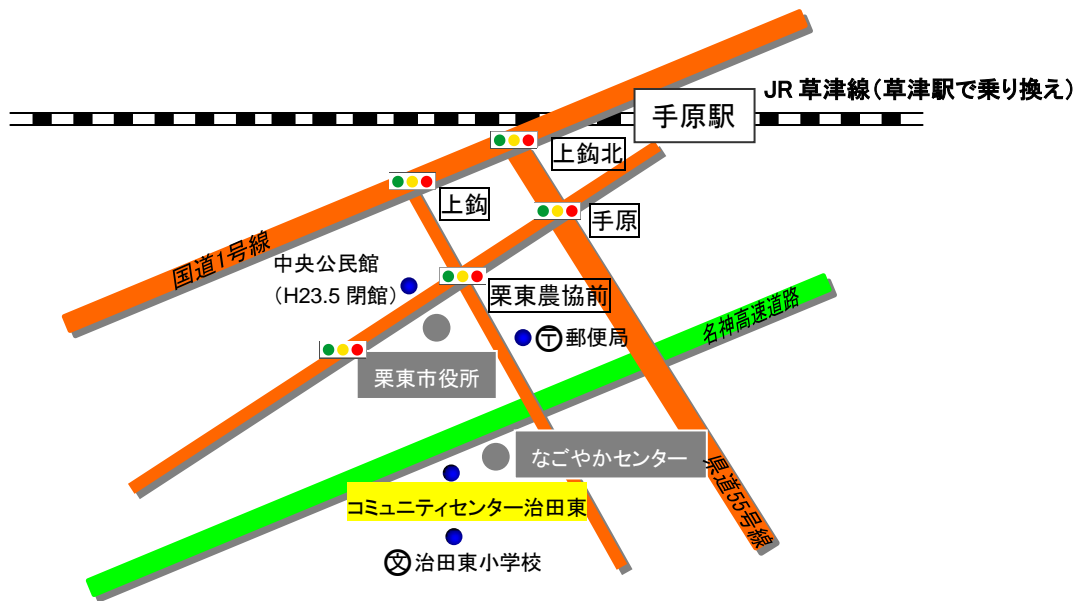 JR 草津線（草津駅で乗り換え）
手原駅
上鈎北
上鈎
手原
国道1号線
中央公民館
（H23.5 閉館）
栗東農協前
名神高速道路
〒郵便局
栗東市役所
なごやかセンター
県道55号線
コミュニティセンター治田東
文治田東小学校